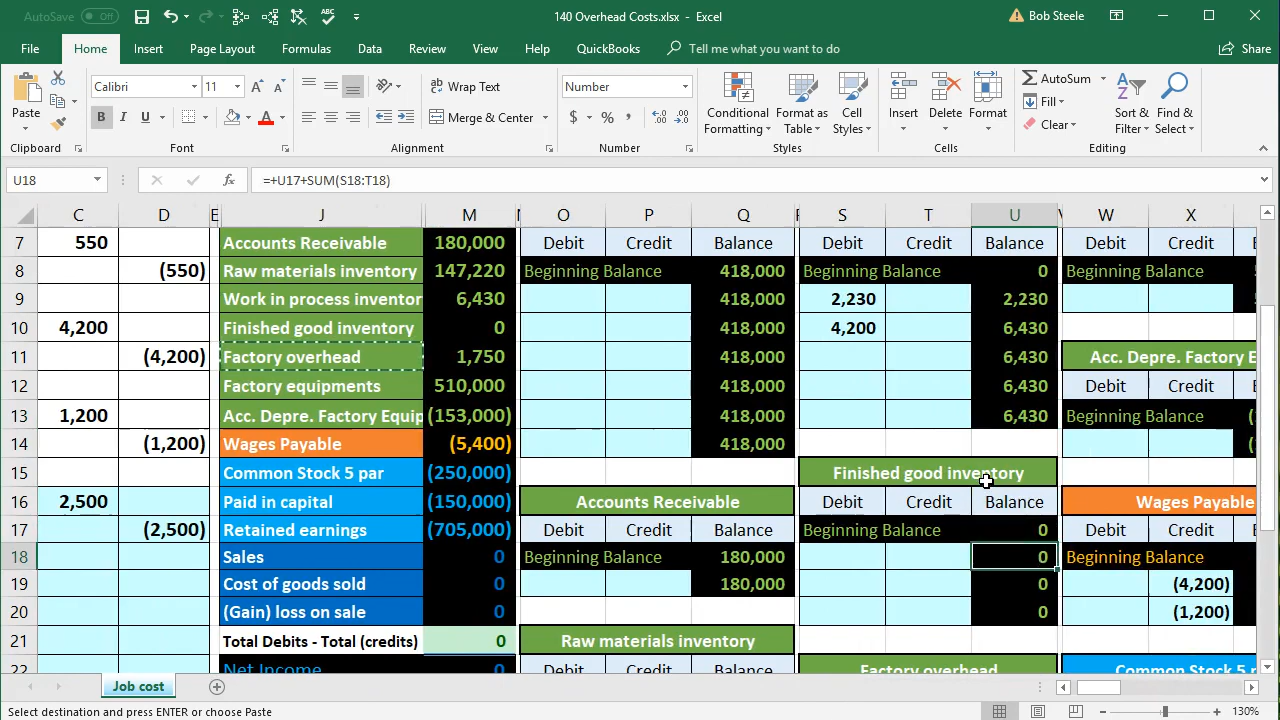 AutoSave Off 140 Overhead Costs.xlsx - Excel Bob Steele
File Home Insert Page Layout Formulas Data Review View Help QuickBooks Tell me what you want to do Share
Calibri 11 Wrap Text Number Conditional Format as Cell Insert Delete Format AutoSum Sort & Find &
Paste B I U A Merge & Center $ % , Formatting Table Styles Fill Filter Select
Clear
Clipboard Font Alignment Number Styles Cells Editing
U18 fx =+U17+SUM(S18:T18)
C D E J M O P Q S T U W X
7 550 Accounts Receivable 180,000 Debit Credit Balance Debit Credit Balance Debit Credit
8 (550) Raw materials inventory 147,220 Beginning Balance 418,000 Beginning Balance 0 Beginning Balance
9 Work in process inventor 6,430 418,000 2,230 2,230
10 4,200 Finished good inventory 0 418,000 4,200 6,430
11 (4,200) Factory overhead 1,750 418,000 6,430 Acc. Depre. Factory E
12 Factory equipments 510,000 418,000 6,430 Debit Credit
13 1,200 Acc. Depre. Factory Equip (153,000) 418,000 6,430 Beginning Balance
14 (1,200) Wages Payable (5,400) 418,000
15 Common Stock 5 par (250,000) Finished good inventory
16 2,500 Paid in capital (150,000) Accounts Receivable Debit Credit Balance Wages Payable
17 (2,500) Retained earnings (705,000) Debit Credit Balance Beginning Balance 0 Debit Credit
18 Sales 0 Beginning Balance 180,000 0 Beginning Balance
19 Cost of goods sold 0 180,000 0 (4,200)
20 (Gain) loss on sale 0 0 (1,200)
21 Total Debits - Total (credits) 0 Raw materials inventory
22 Net Income 0 Debit Credit Balance Factory overhead Common Stock 5
Job cost
Select destination and press ENTER or choose Paste 130%